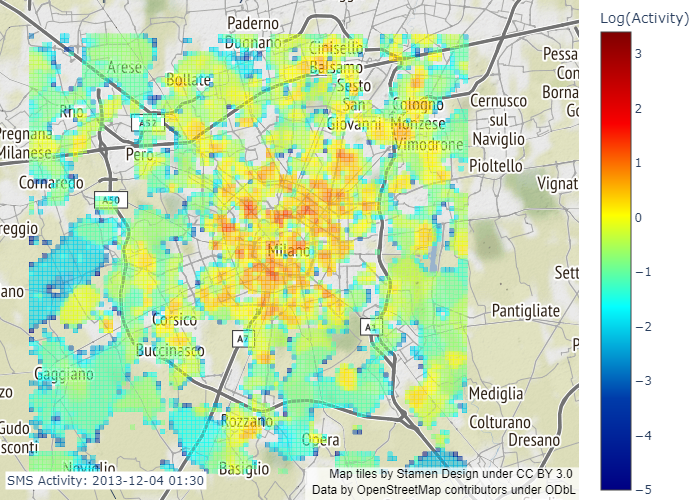 Log(Activity)
Paderno
Dugnano
Cinisello
Balsamo
Arese
Bollate
Sesto
San
Giovanni
Pessa
Con
Borna
Go
Rho
A57
Cologno
Monzese
Cernusco
sul
Naviglio
Pregnana
Milanese
Pero
Vimodrone
Pioltello
Cornaredo
Vignat
A50
reggio
Milano
Sett
ano
Pantigliate
Corsico
A7
A1
Buccinasco
Gaggiano
zo
Mediglia
Rozzano
Colturano
Gudo
sconti
Opera
Dresano
Noviglio
Basiglio
P
3
2
1
0
−1
−2
−3
−4
−5
SMS Activity: 2013-12-04 01:30
Map tiles by Stamen Design under CC BY 3.0
Data by OpenStreetMap contributors under ODbL